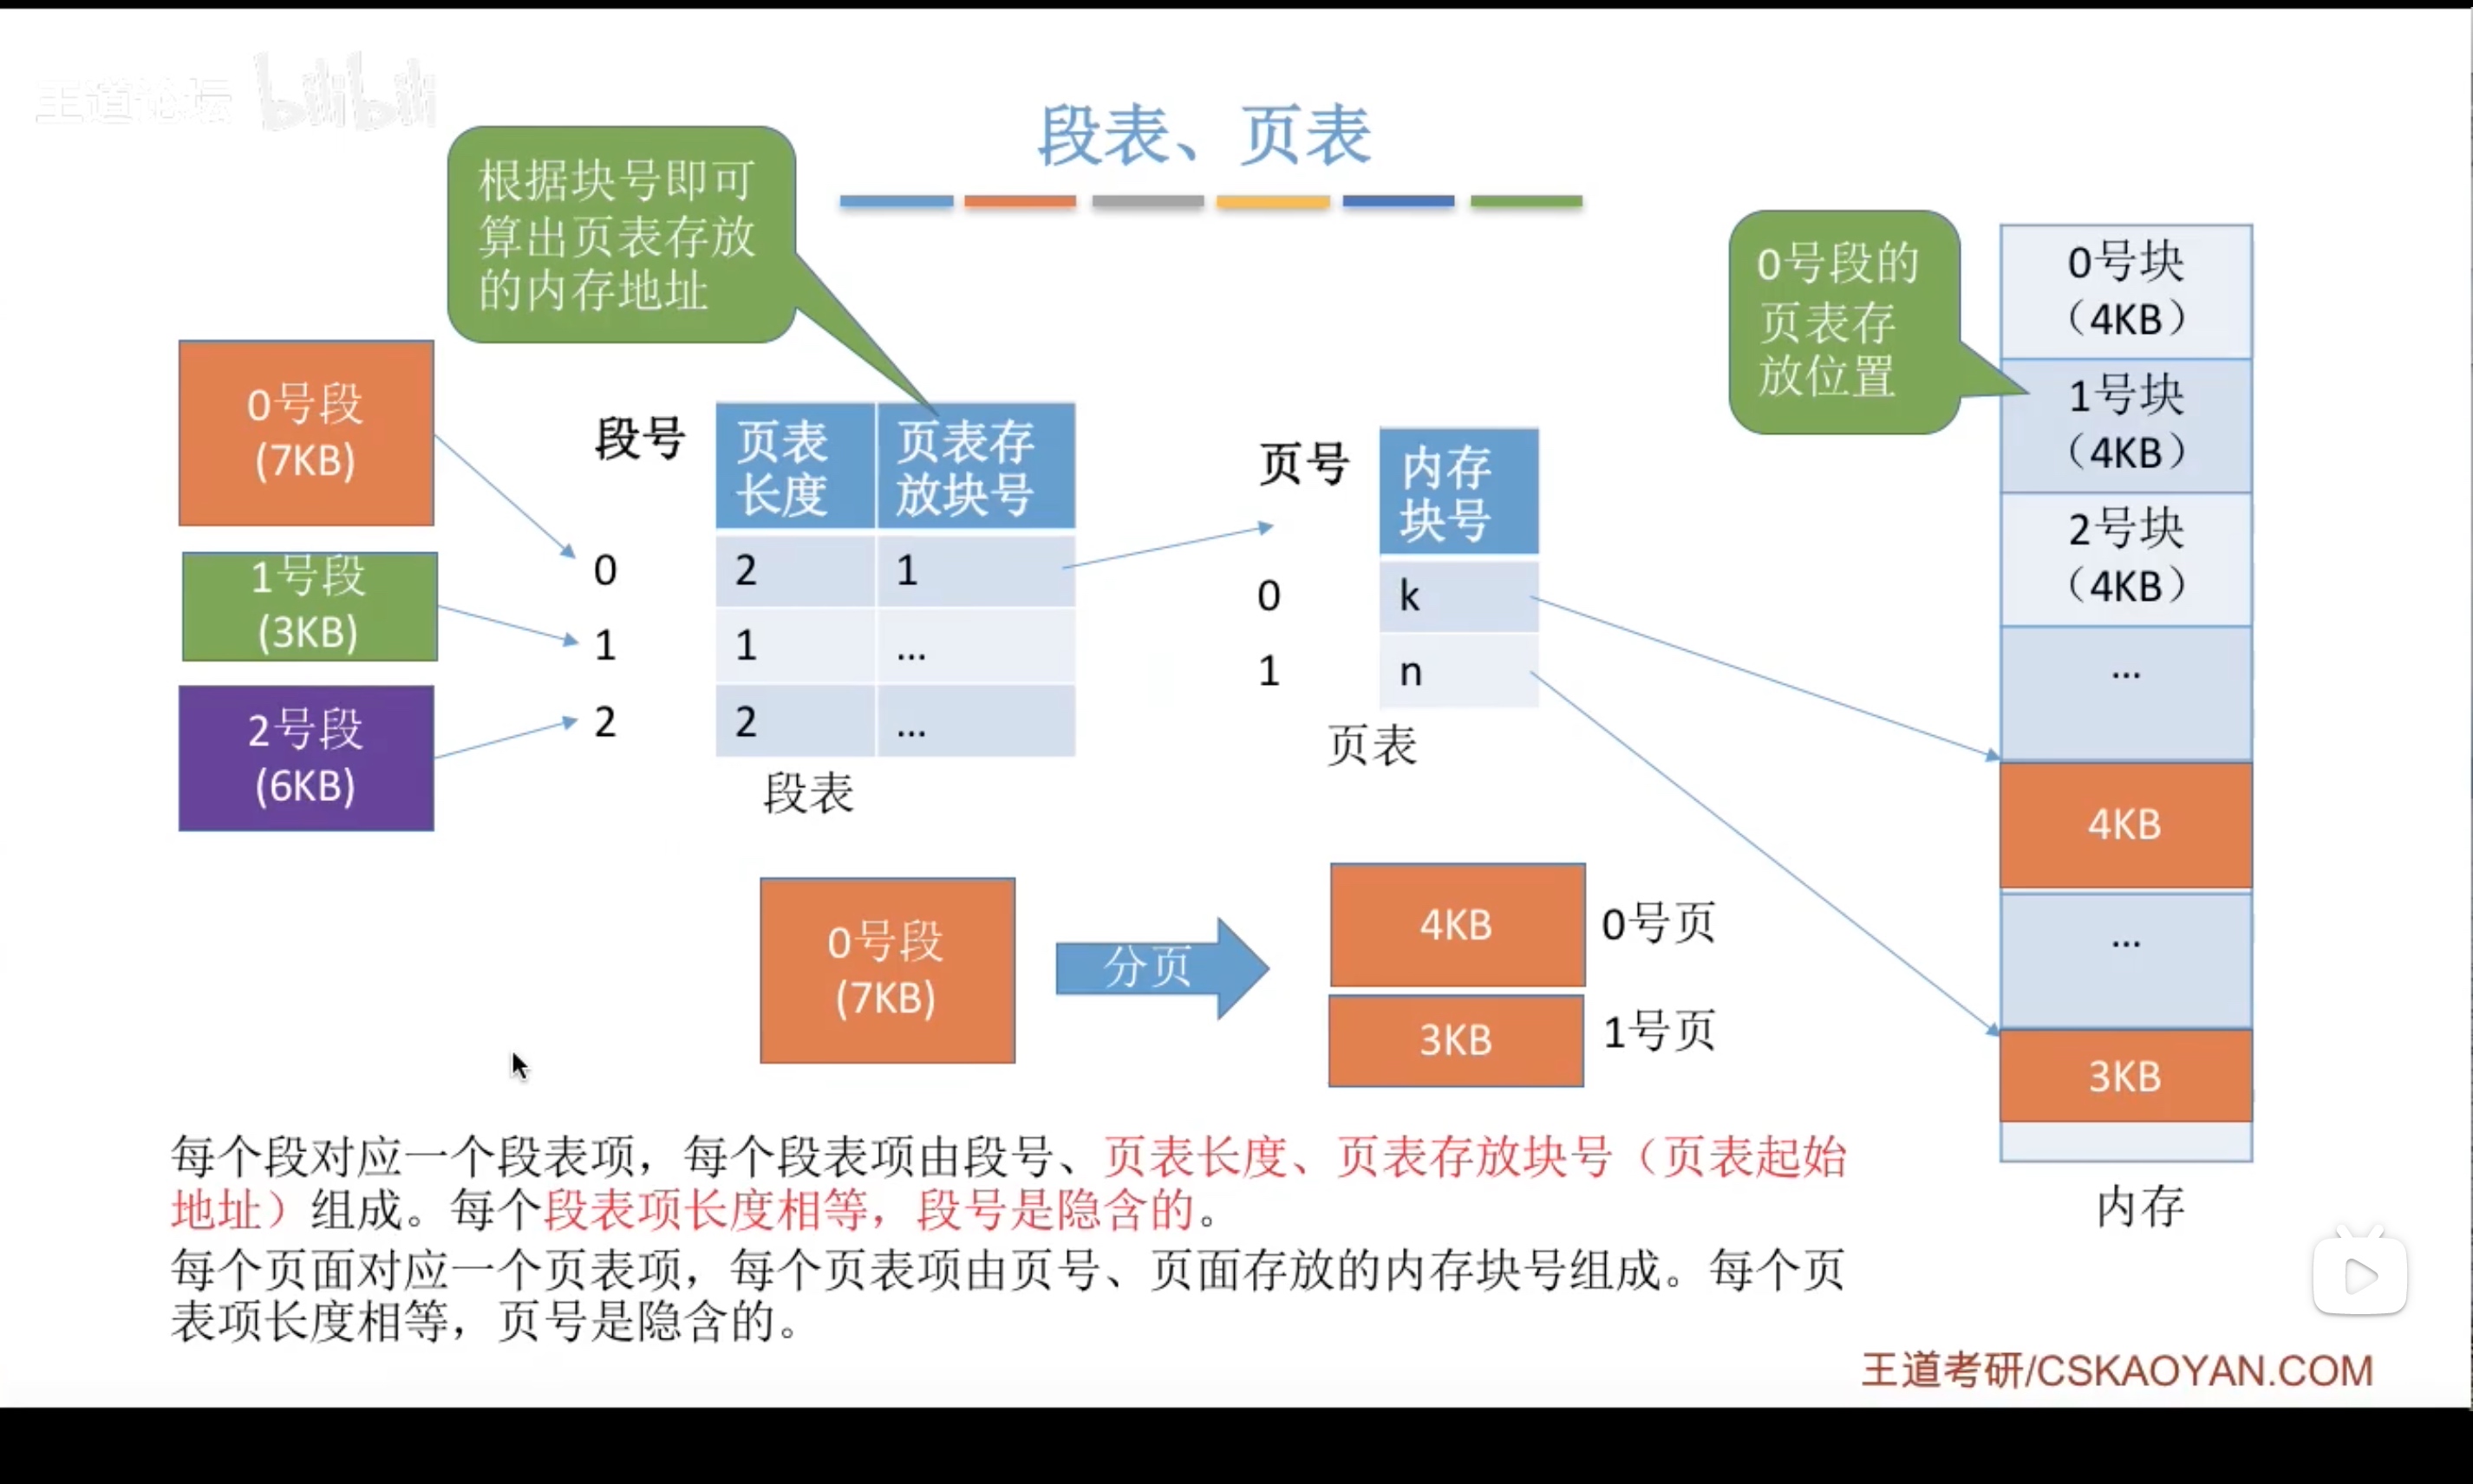 王道论坛 bilibili
段表、页表
根据块号即可
算出页表存放
的内存地址
0号段的
页表存
放位置
0号段
(7KB)
1号段
(3KB)
2号段
(6KB)
段号
页表
长度
页表存
放块号
0
2
1
1
1
...
2
2
...
段表
页号
内存
块号
0
k
1
n
页表
0号块
（4KB）
1号块
（4KB）
2号块
（4KB）
...
4KB
...
3KB
内存
0号段
(7KB)
分页
4KB
0号页
3KB
1号页
每个段对应一个段表项，每个段表项由段号、页表长度、页表存放块号（页表起始
地址）组成。每个段表项长度相等，段号是隐含的。
每个页面对应一个页表项，每个页表项由页号、页面存放的内存块号组成。每个页
表项长度相等，页号是隐含的。
王道考研/CSKAOYAN.COM